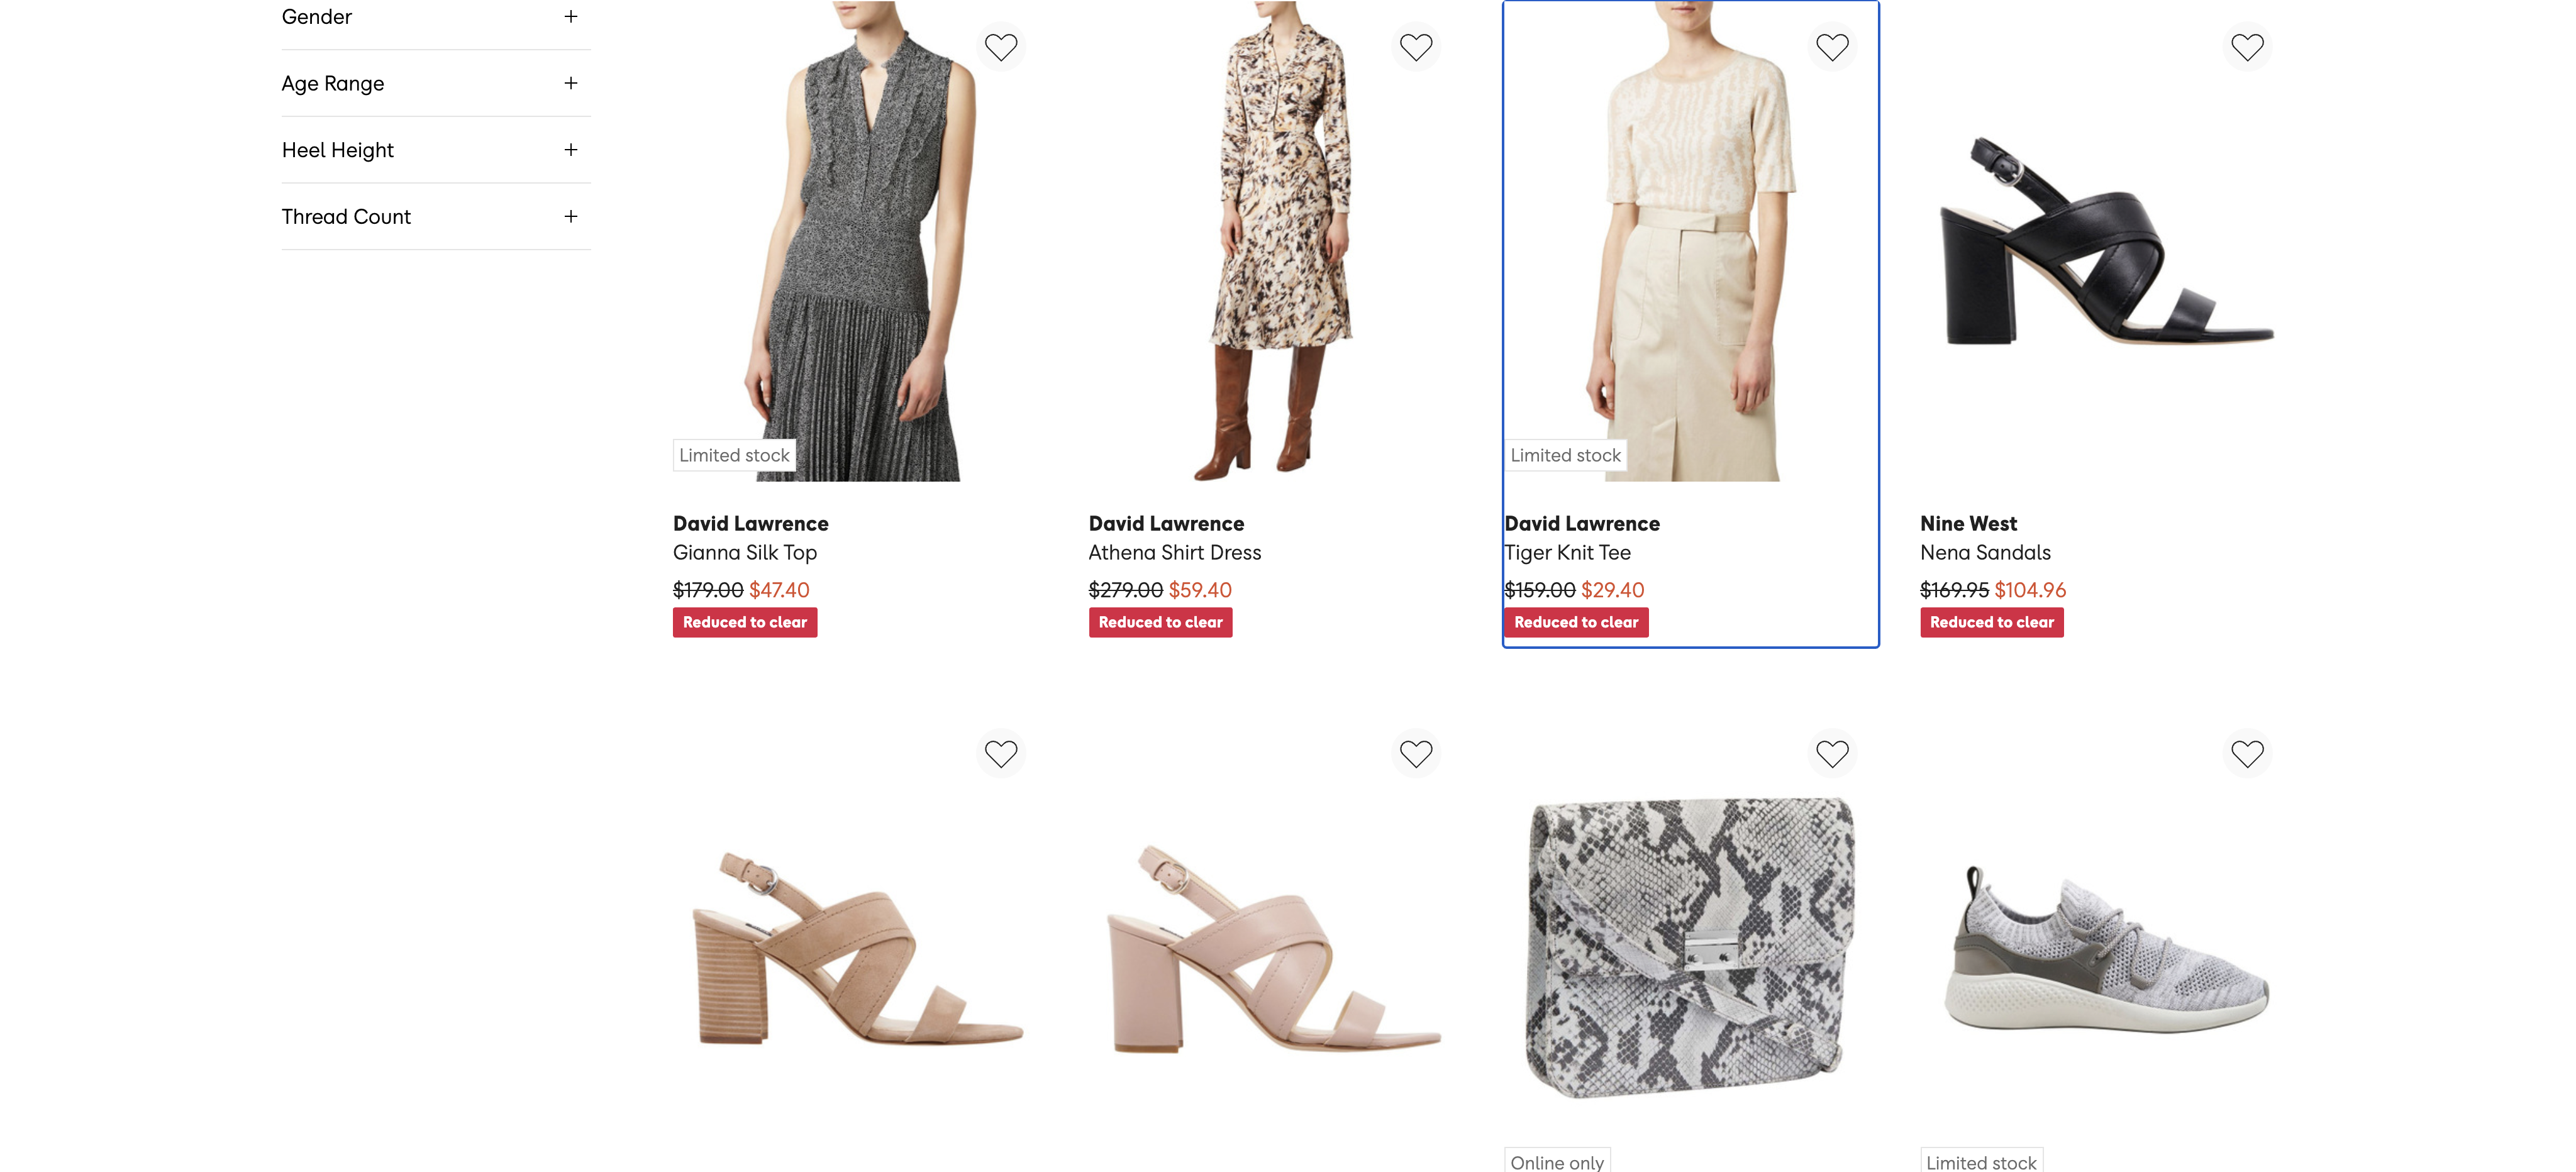 Gender
Age Range
Heel Height
Thread Count
Limited stock
David Lawrence
Gianna Silk Top
$179.00 $47.40
Reduced to clear
David Lawrence
Athena Shirt Dress
$279.00 $59.40
Reduced to clear
Limited stock
David Lawrence
Tiger Knit Tee
$159.00 $29.40
Reduced to clear
Nine West
Nena Sandals
$169.95 $104.96
Reduced to clear
Online only
Limited stock